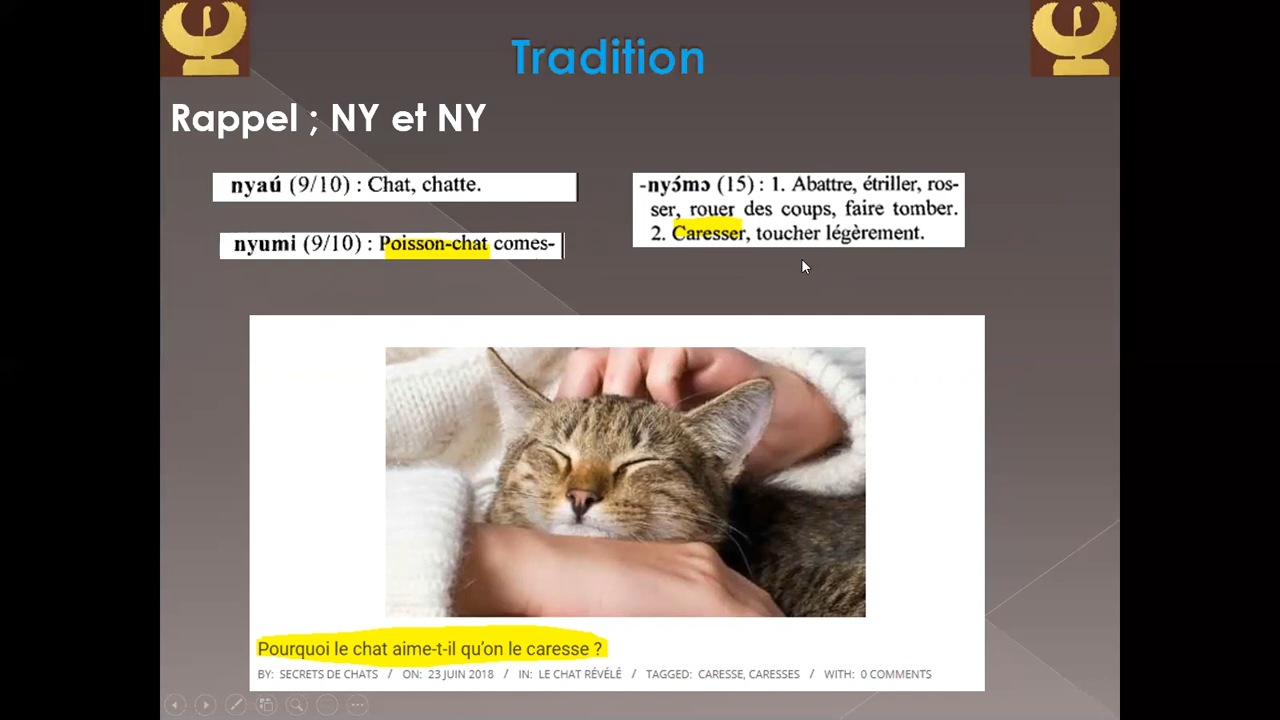 Tradition
Rappel ; NY et NY
nyaú (9/10) : Chat, chatte.
nyumi (9/10) : Poisson-chat comes-
-nyɔ́mɔ (15) : 1. Abattre, étriller, ros-
ser, rouer des coups, faire tomber.
2. Caresser, toucher légèrement.
Pourquoi le chat aime-t-il qu’on le caresse ?
BY: SECRETS DE CHATS / ON: 23 JUIN 2018 / IN: LE CHAT RÉVÉLÉ / TAGGED: CARESSE, CARESSES / WITH: 0 COMMENTS